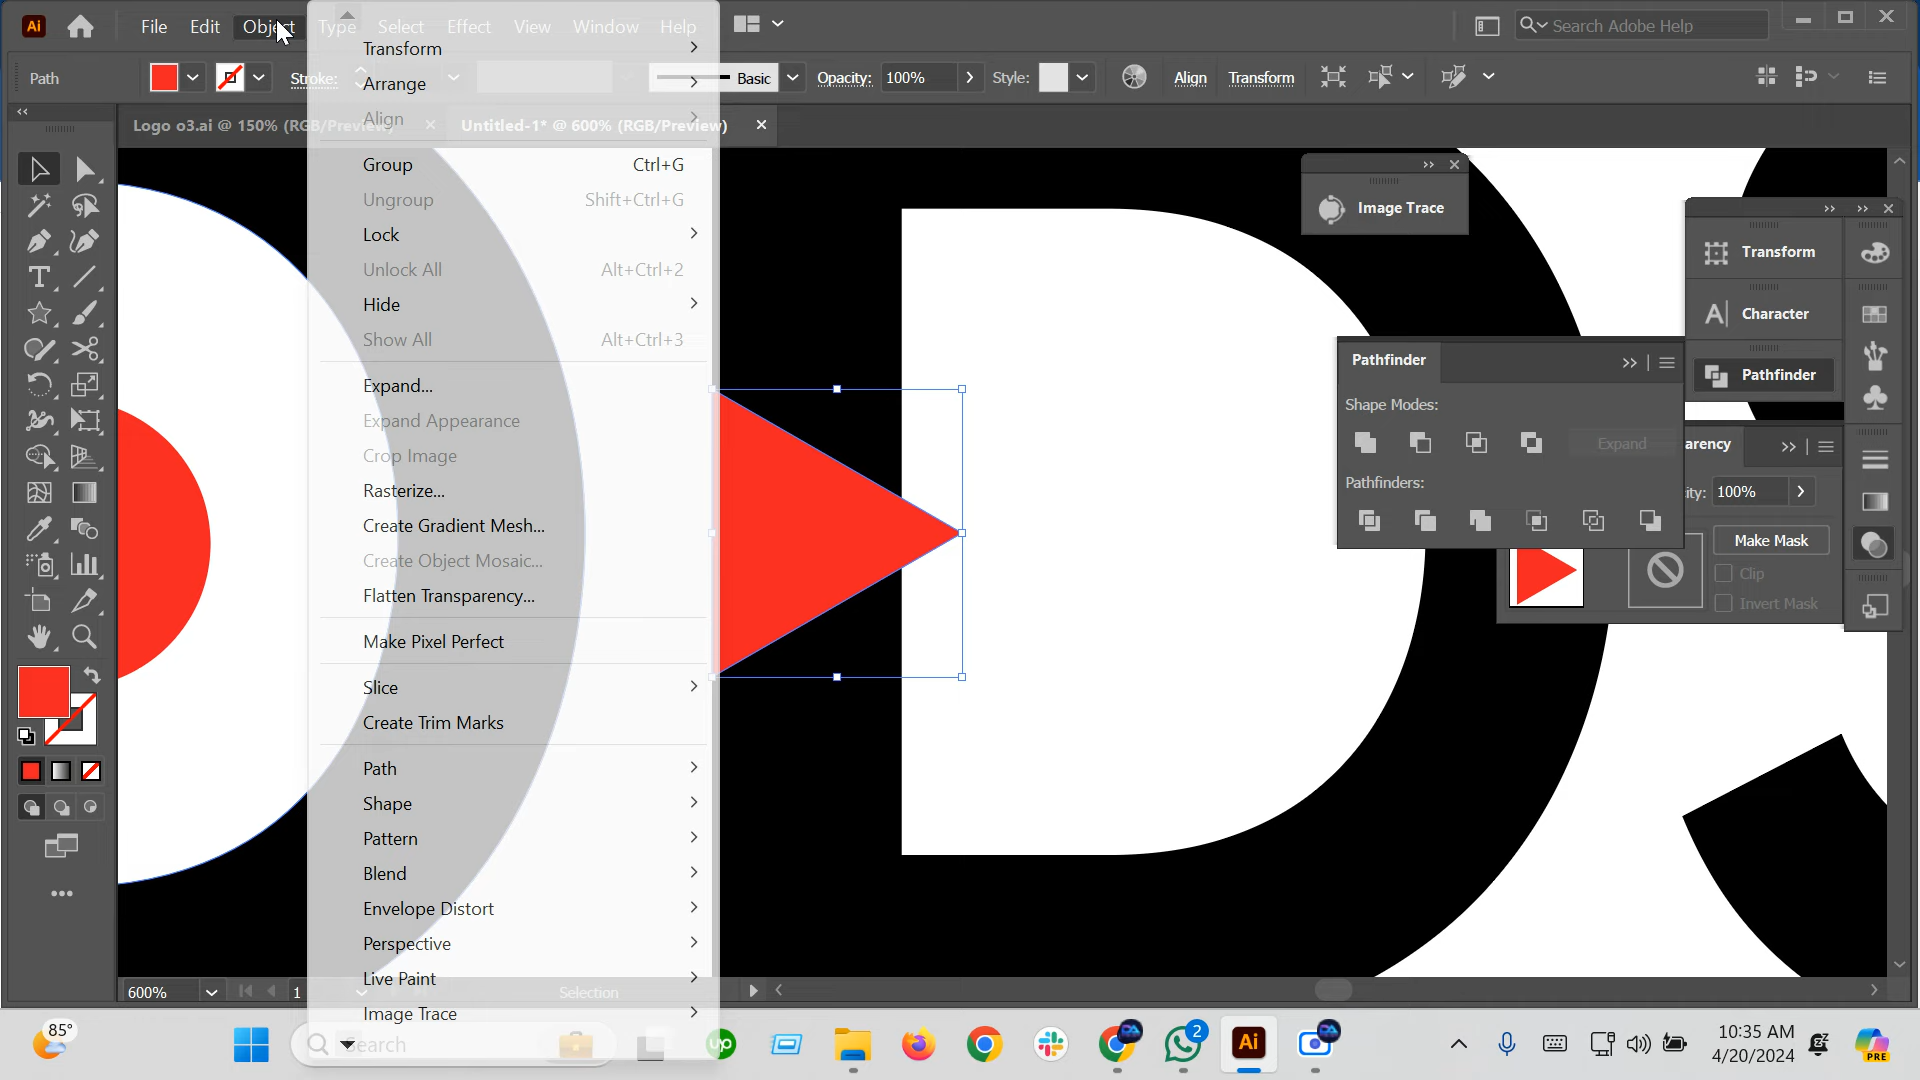 Ai File Edit Object Type Select Effect View Window Help Search Adobe Help
Path Stroke: Basic Opacity: 100% Style: Align Transform
Logo o3.ai @ 150% (RGB/Preview) Untitled-1* @ 600% (RGB/Preview)
Transform
Arrange
Align
Group Ctrl+G
Ungroup Shift+Ctrl+G
Lock
Unlock All Alt+Ctrl+2
Hide
Show All Alt+Ctrl+3
Expand...
Expand Appearance
Crop Image
Rasterize...
Create Gradient Mesh...
Create Object Mosaic...
Flatten Transparency...
Make Pixel Perfect
Slice
Create Trim Marks
Path
Shape
Pattern
Blend
Envelope Distort
Perspective
Live Paint
Image Trace
Image Trace
Transform
Character
Pathfinder
Pathfinder
Shape Modes:
Expand
Pathfinders:
arency
ity: 100%
Make Mask
Clip
Invert Mask
600% 1 Selection
85° Search up 2 Ai 10:35 AM
4/20/2024 PRE